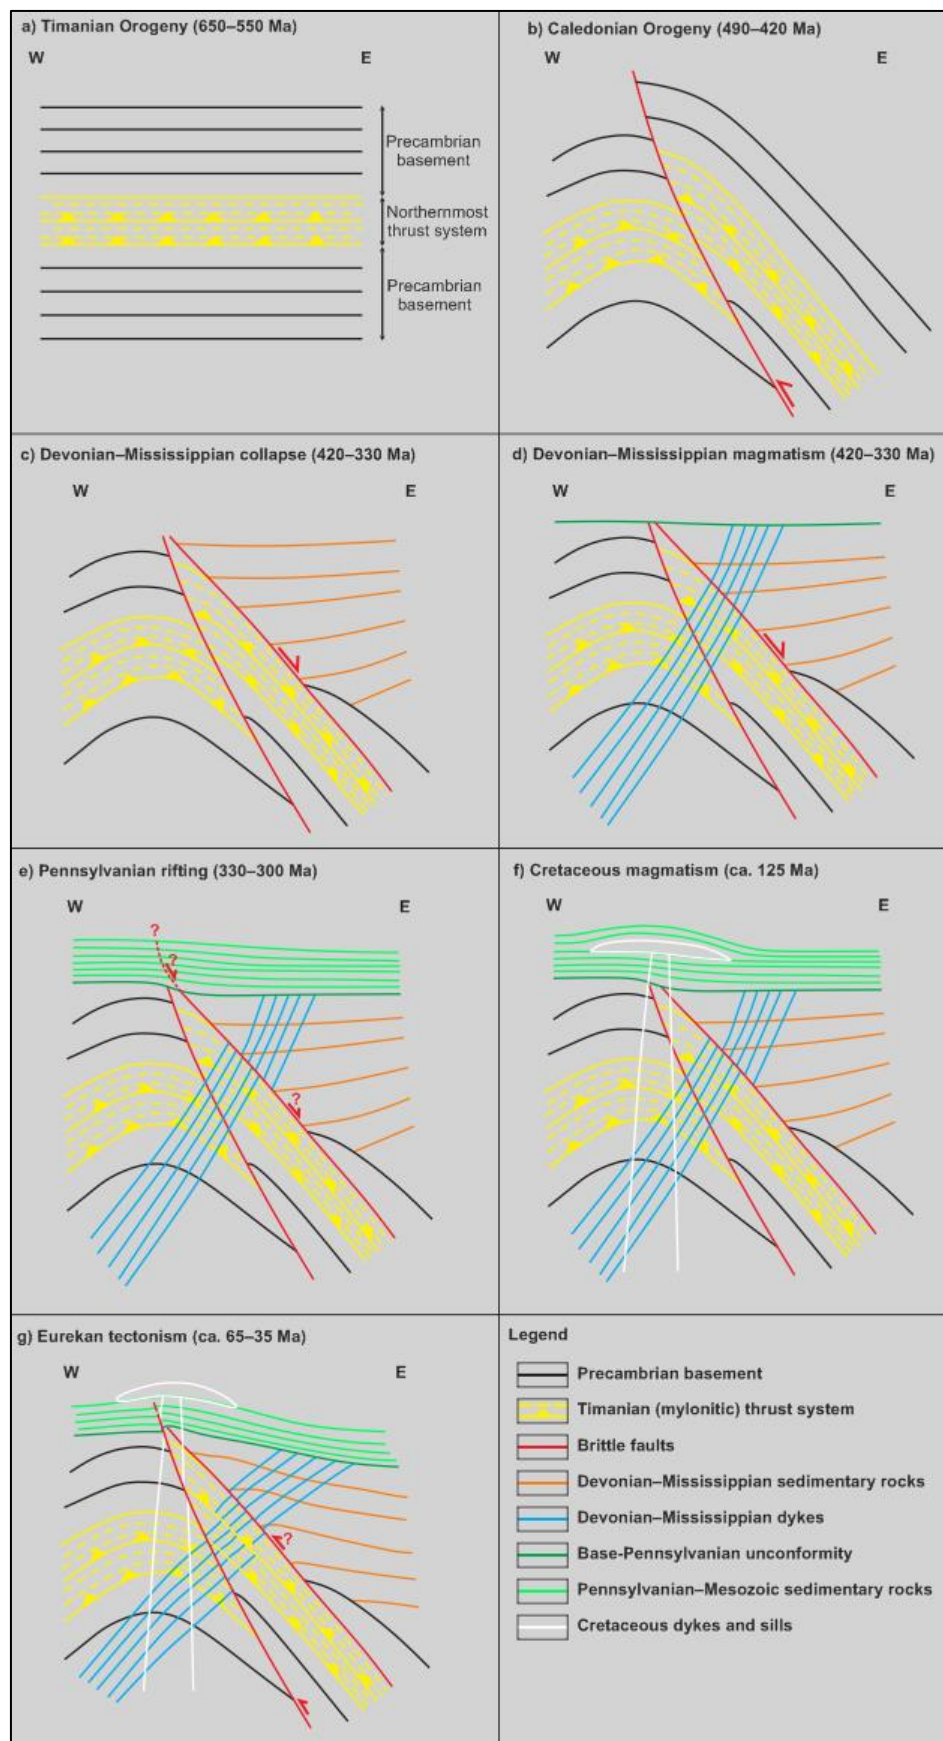 a) Timanian Orogeny (650–550 Ma)
W
E
Precambrian
basement
Northernmost
thrust system
Precambrian
basement
b) Caledonian Orogeny (490–420 Ma)
W
E
c) Devonian–Mississippian collapse (420–330 Ma)
W
E
d) Devonian–Mississippian magmatism (420–330 Ma)
W
E
e) Pennsylvanian rifting (330–300 Ma)
W
E
?
?
?
f) Cretaceous magmatism (ca. 125 Ma)
W
E
g) Eurekan tectonism (ca. 65–35 Ma)
W
E
?
Legend
Precambrian basement
Timanian (mylonitic) thrust system
Brittle faults
Devonian–Mississippian sedimentary rocks
Devonian–Mississippian dykes
Base-Pennsylvanian unconformity
Pennsylvanian–Mesozoic sedimentary rocks
Cretaceous dykes and sills